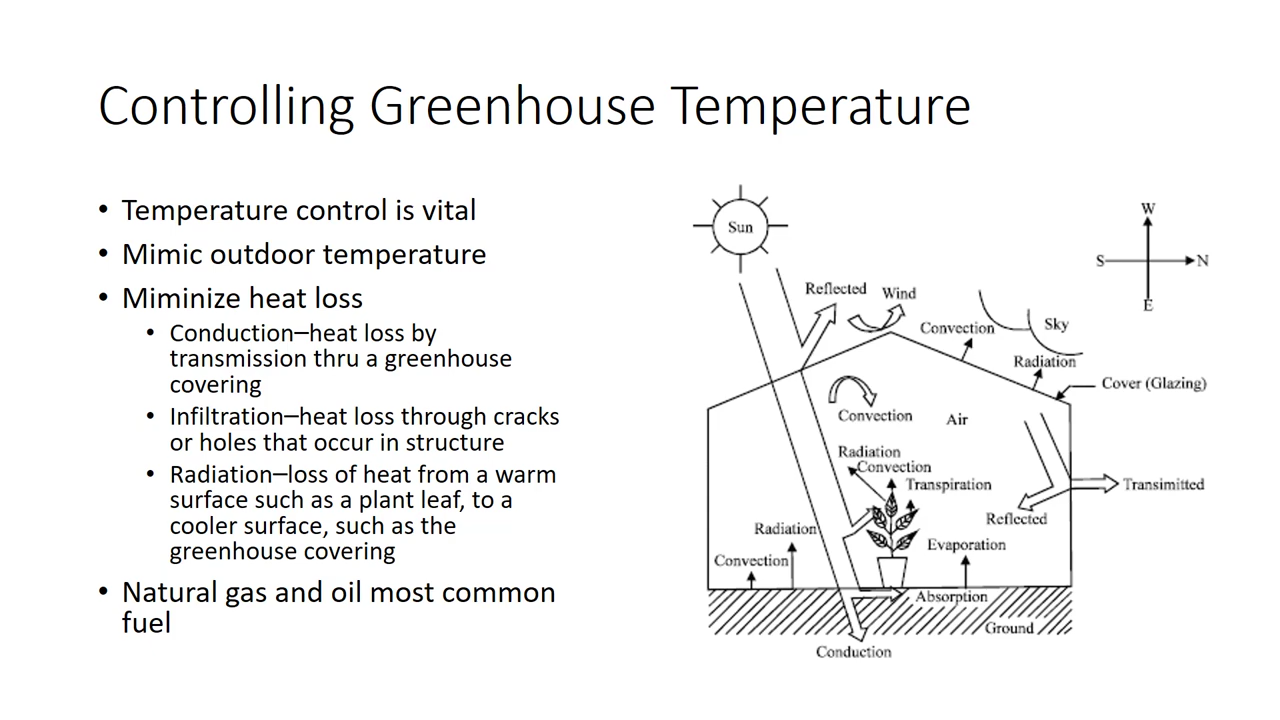 Controlling Greenhouse Temperature
• Temperature control is vital
• Mimic outdoor temperature
• Miminize heat loss
• Conduction–heat loss by
transmission thru a greenhouse
covering
• Infiltration–heat loss through cracks
or holes that occur in structure
• Radiation–loss of heat from a warm
surface such as a plant leaf, to a
cooler surface, such as the
greenhouse covering
• Natural gas and oil most common
fuel
Sun
W
S
N
E
Reflected
Wind
Convection
Sky
Radiation
Cover (Glazing)
Convection
Air
Radiation
Convection
Transpiration
Transimitted
Reflected
Radiation
Evaporation
Convection
Absorption
Ground
Conduction